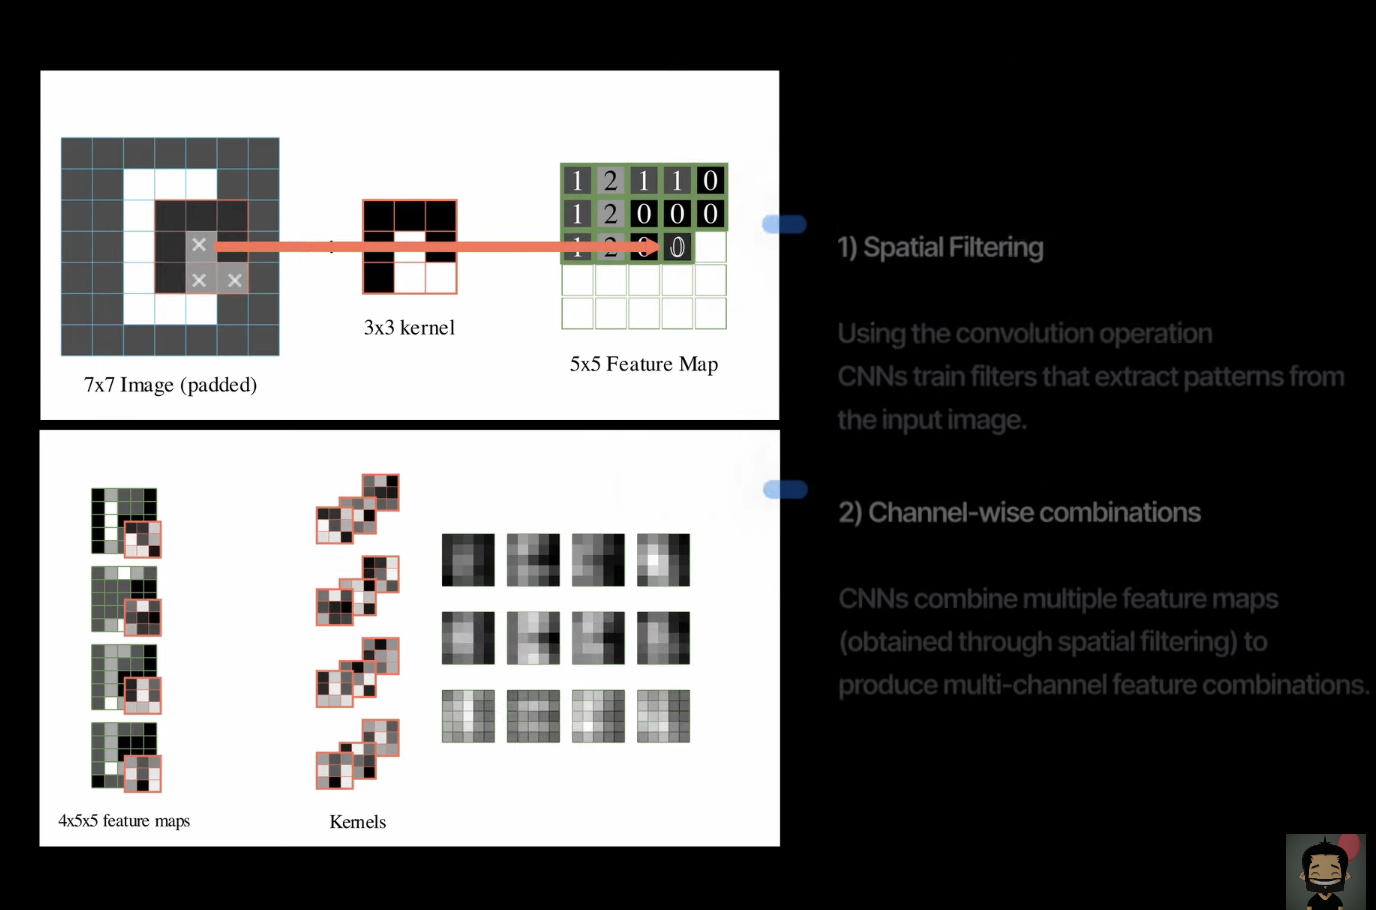 1 2 1 1 0
1 2 0 0 0
1 2 0 0
3x3 kernel
5x5 Feature Map
7x7 Image (padded)
4x5x5 feature maps
Kernels
1) Spatial Filtering
Using the convolution operation
CNNs train filters that extract patterns from
the input image.
2) Channel-wise combinations
CNNs combine multiple feature maps
(obtained through spatial filtering) to
produce multi-channel feature combinations.